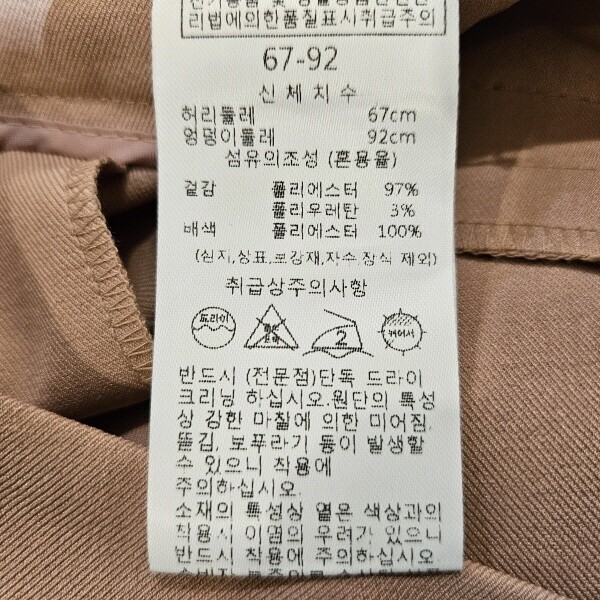 리법에의한품질표시취급주의
67-92
신체치수
허리둘레 67cm
엉덩이둘레 92cm
섬유의조성 (혼용율)
겉감 폴리에스터 97%
폴리우레탄 3%
배색 폴리에스터 100%
(심지,상표,보강재,자수 장식 제외)
취급상주의사항
드라이
2
뉘어서
반드시 (전문점)단독 드라이
크리닝 하십시오.원단의 특성
상 강한 마찰에 의한 미어짐,
뜯김, 보푸라기 등이 발생할
수 있으니 착용에
주의하십시오.
소재의 특성상 옅은 색상과의
착용시 이염의 우려가 있으니
반드시 착용에 주의하십시오